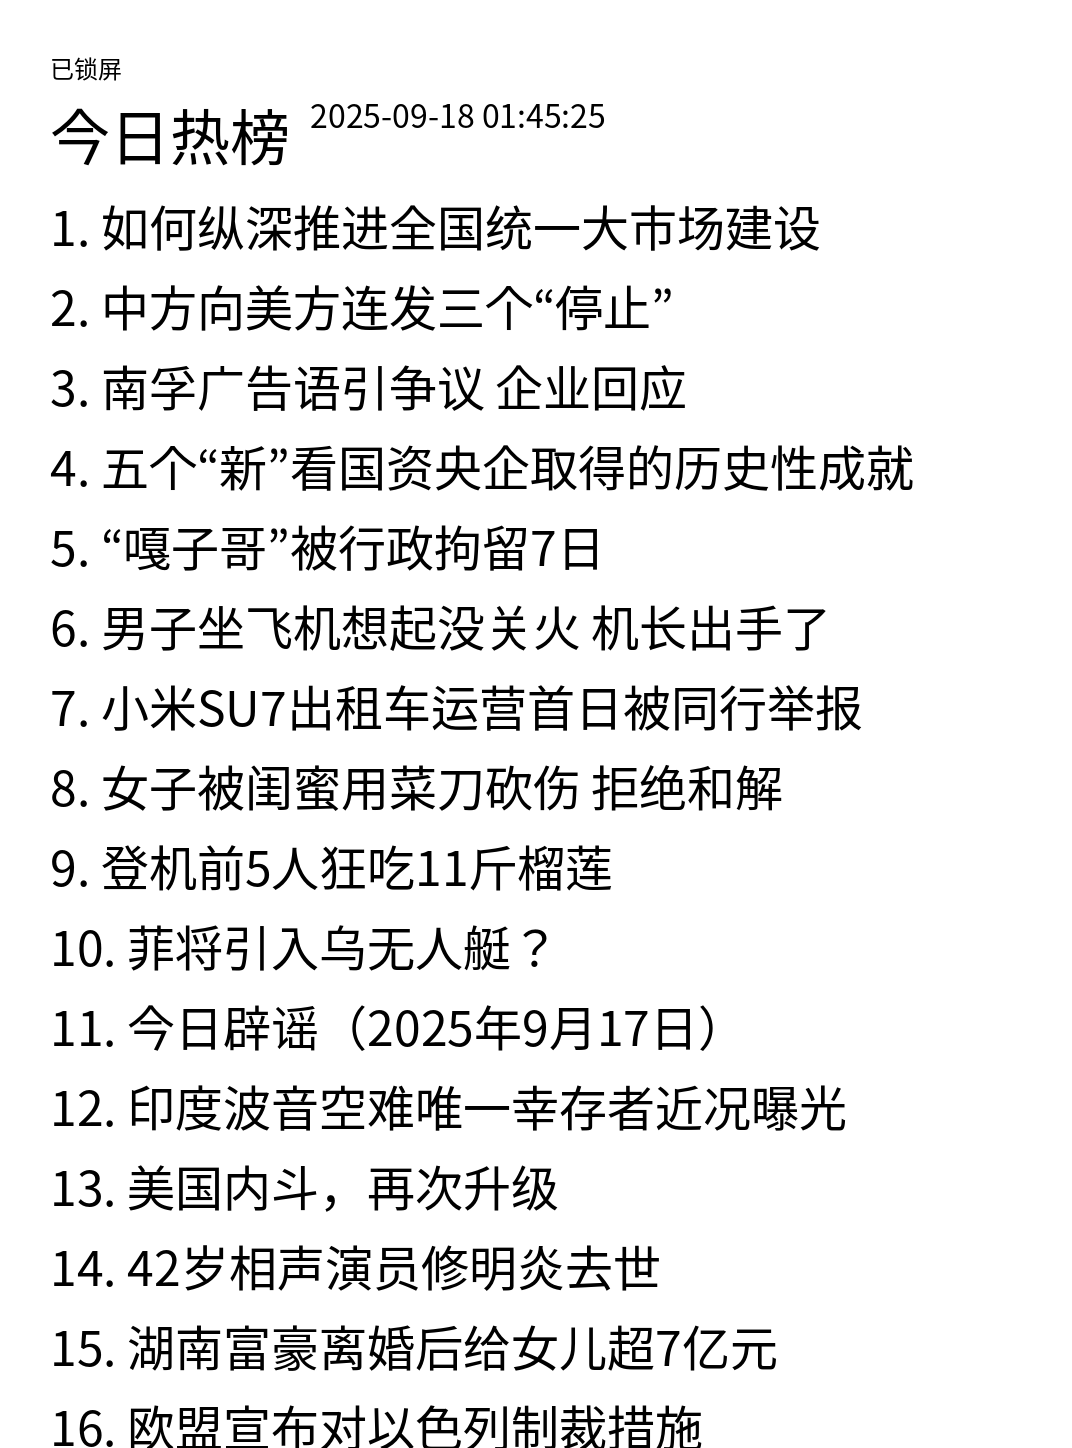 已锁屏
今日热榜 2025-09-18 01:45:25
1. 如何纵深推进全国统一大市场建设
2. 中方向美方连发三个“停止”
3. 南孚广告语引争议 企业回应
4. 五个“新”看国资央企取得的历史性成就
5. “嘎子哥”被行政拘留7日
6. 男子坐飞机想起没关火 机长出手了
7. 小米SU7出租车运营首日被同行举报
8. 女子被闺蜜用菜刀砍伤 拒绝和解
9. 登机前5人狂吃11斤榴莲
10. 菲将引入乌无人艇？
11. 今日辟谣（2025年9月17日）
12. 印度波音空难唯一幸存者近况曝光
13. 美国内斗，再次升级
14. 42岁相声演员修明炎去世
15. 湖南富豪离婚后给女儿超7亿元
16. 欧盟宣布对以色列制裁措施